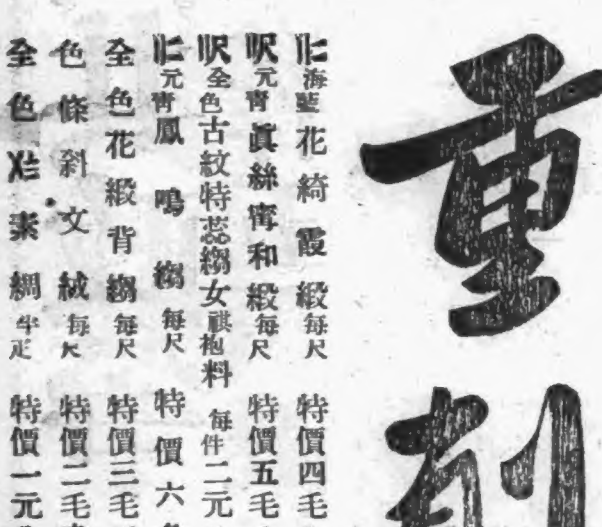 重
海藍花綺霞緞每尺特價四毛
呎元青眞絲寗和緞每尺特價五毛
呎全色古紋特蕊縐女祺袍料每件二元
元青鳳鳴縐每尺特價六
全色花緞背縐每尺特價三毛
色條斜文絨每尺特價二毛
全色素綢半疋特價一元